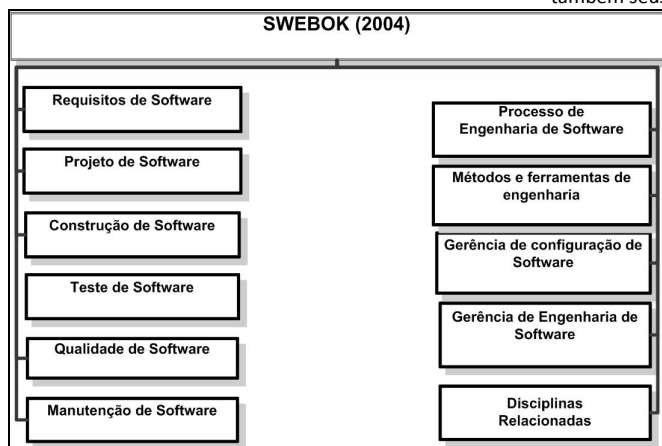 também seus
SWEBOK (2004)
Requisitos de Software
Projeto de Software
Construção de Software
Teste de Software
Qualidade de Software
Manutenção de Software
Processo de
Engenharia de Software
Métodos e ferramentas de
engenharia
Gerência de configuração de
Software
Gerência de Engenharia de
Software
Disciplinas
Relacionadas